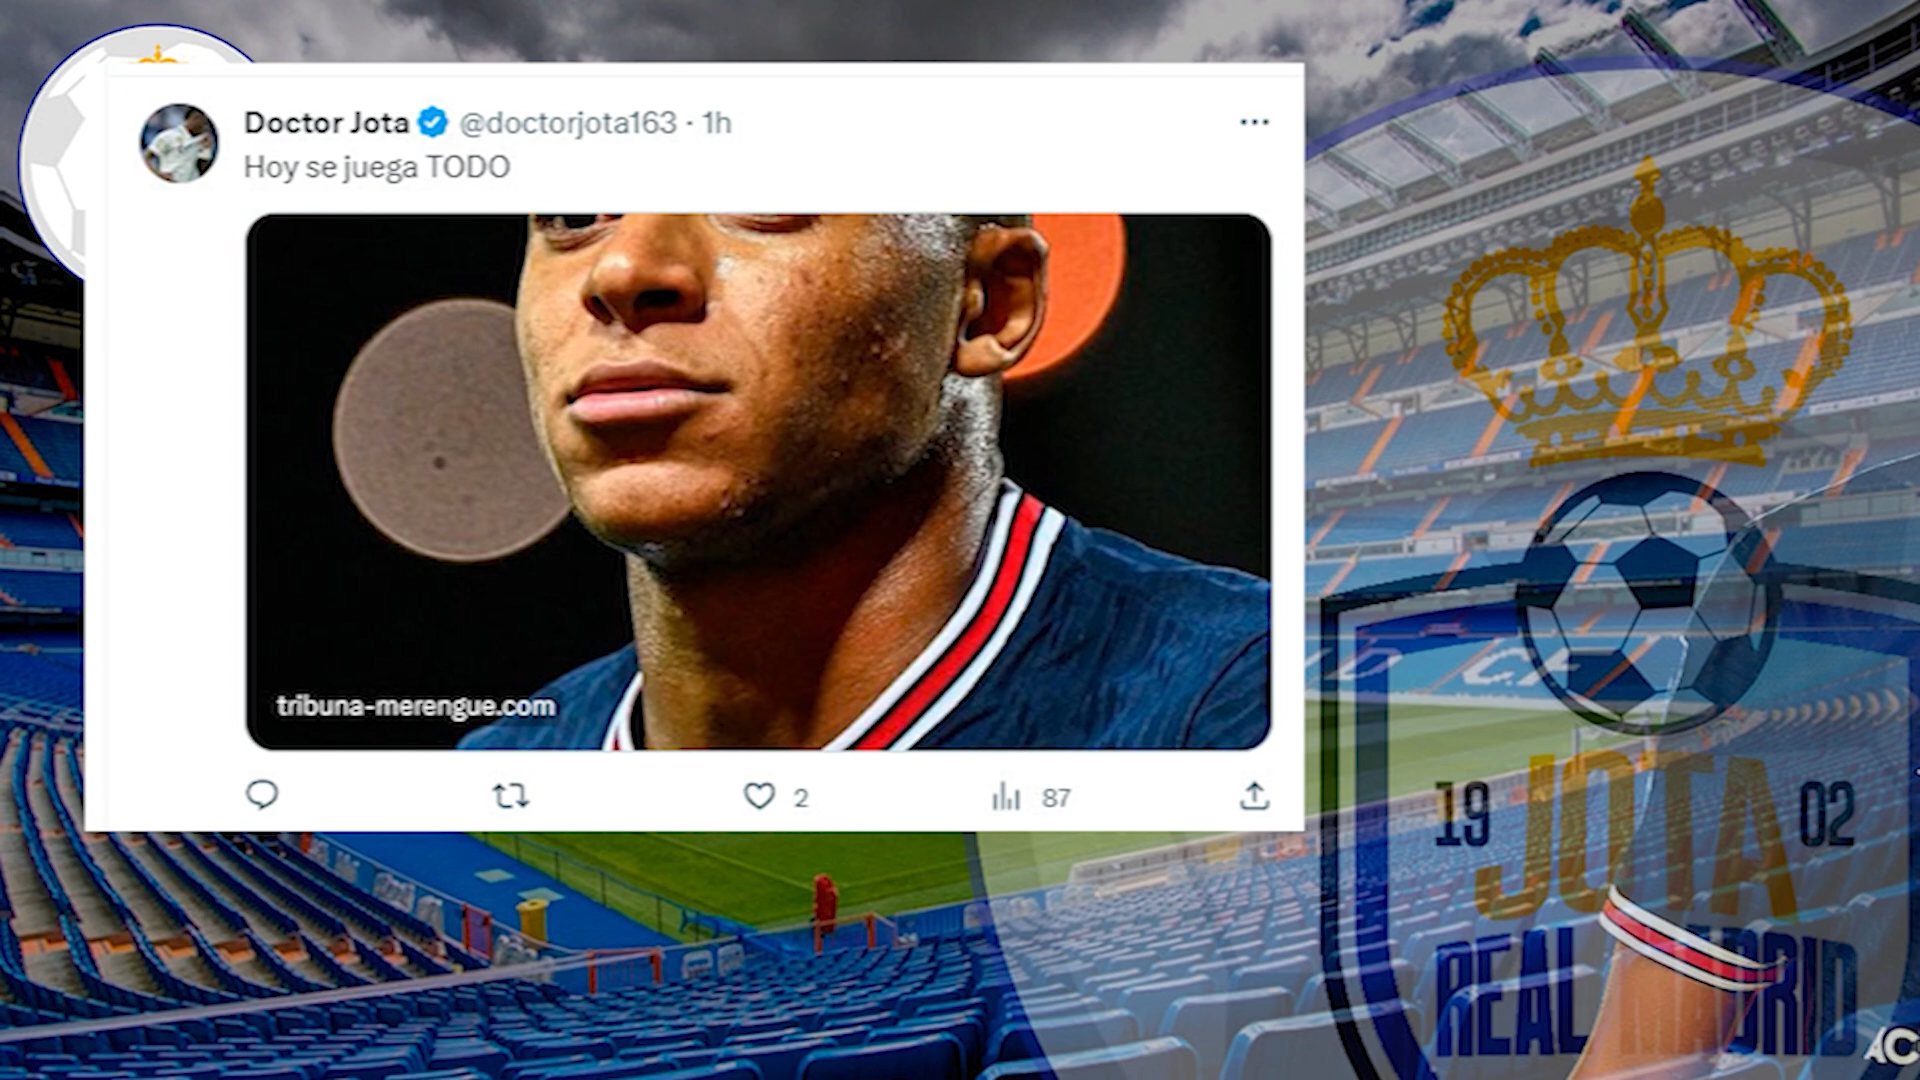 Doctor Jota @doctorjota163 · 1h
Hoy se juega TODO
tribuna-merengue.com
2
87
19 JOTA 02
REAL MADRID